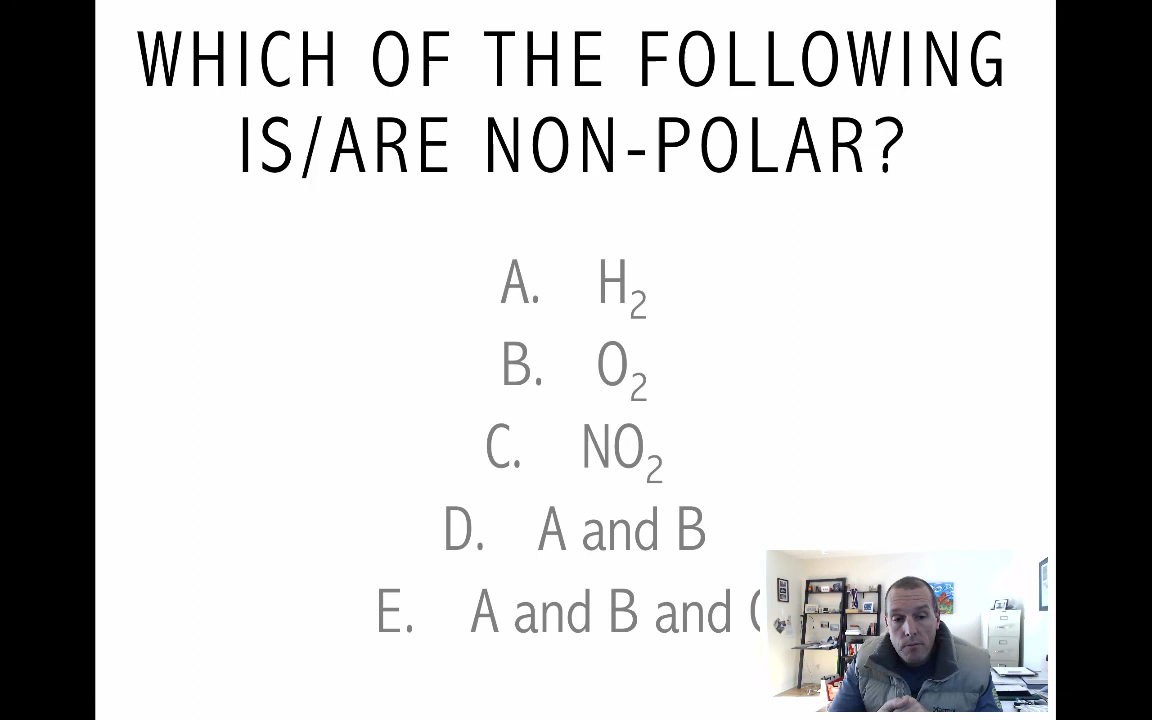 WHICH OF THE FOLLOWING
IS/ARE NON-POLAR?
A. H₂
B. O₂
C. NO₂
D. A and B
E. A and B and